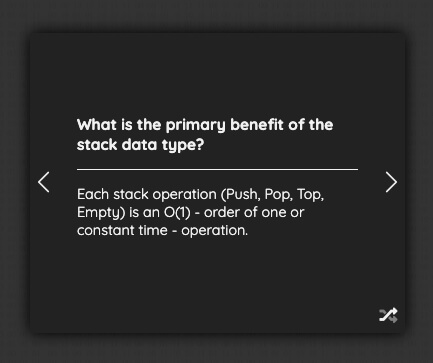 What is the primary benefit of the
stack data type?
Each stack operation (Push, Pop, Top,
Empty) is an O(1) - order of one or
constant time - operation.